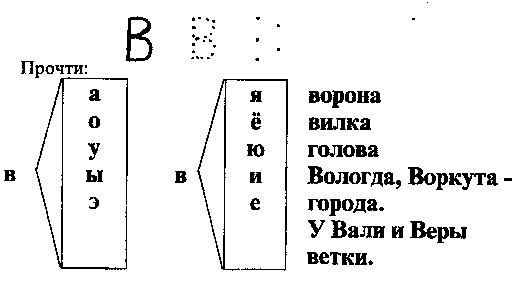 В В
Прочти:
а
о
у
ы
э
в
я
ё
ю
и
е
в
ворона
вилка
голова
Вологда, Воркута -
города.
У Вали и Веры
ветки.